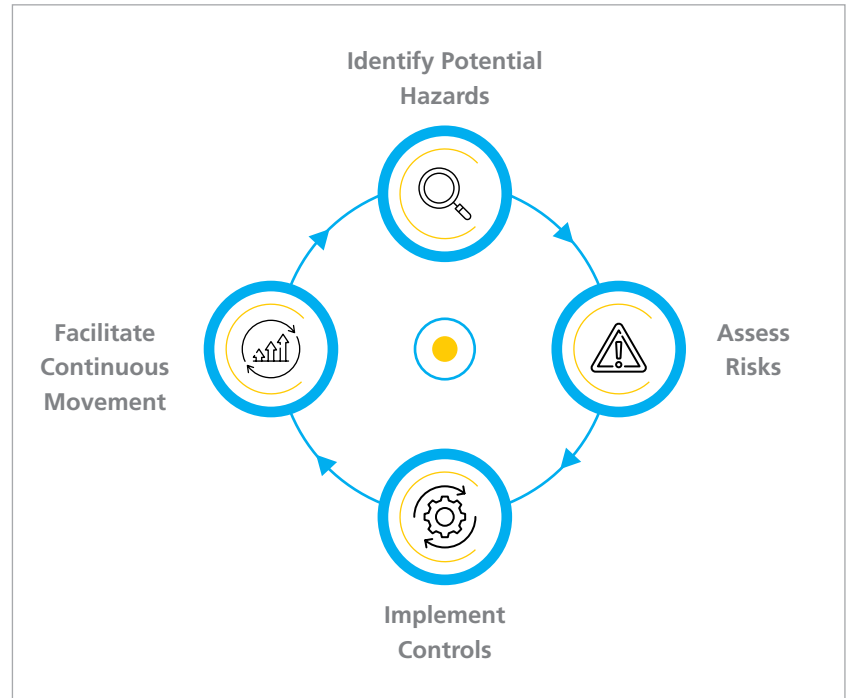 Identify Potential
Hazards
Assess
Risks
Implement
Controls
Facilitate
Continuous
Movement